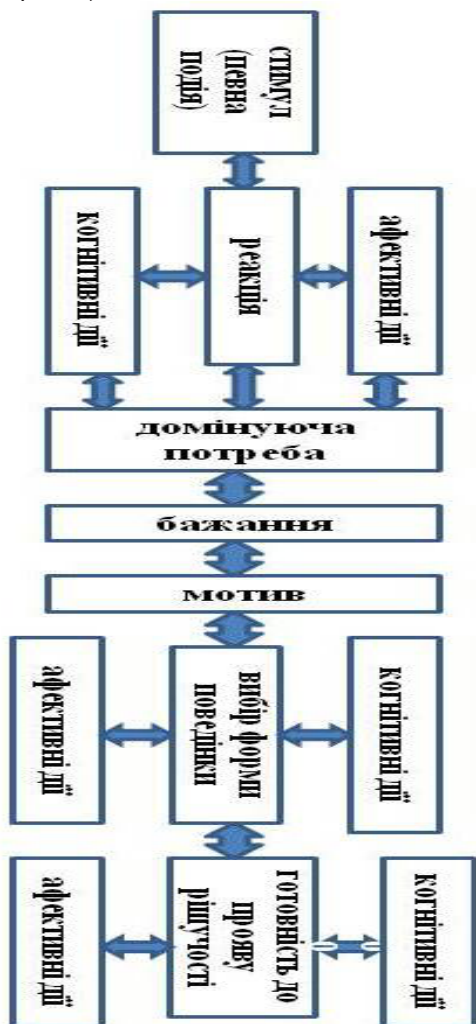 стимул
(певна
подія)
когнітивні дії
реакція
афективні дії
домінуюча
потреба
бажання
мотив
афективні дії
вибір форми
поведінки
когнітивні дії
афективні дії
готовність до
прояву
рішучості
когнітивні дії